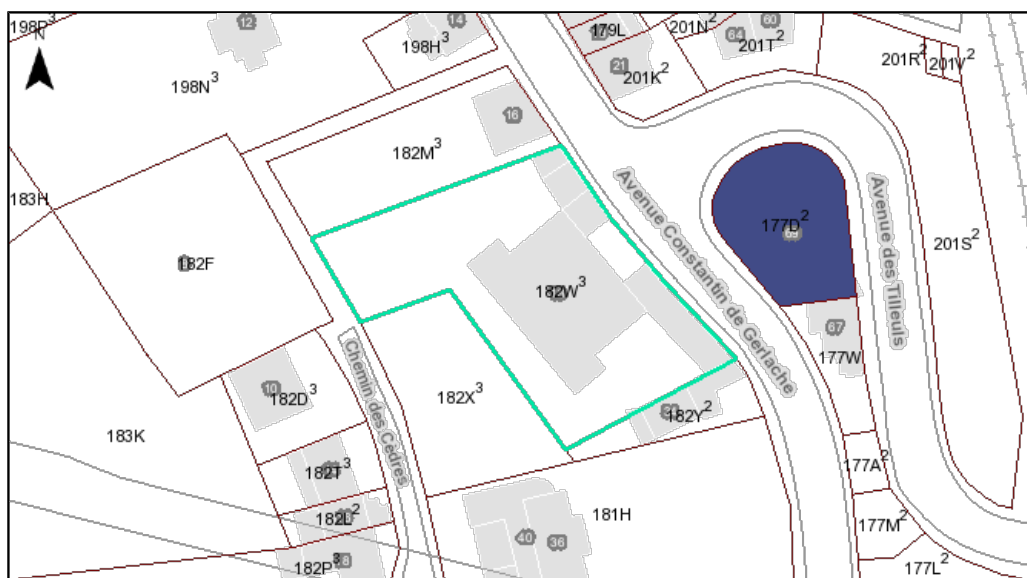 198P³
12
14
179L
201N²
60
64
201T²
N
198H³
21
201K²
201R²
201V²
198N³
16
182M³
183H
Avenue Constantin de Gerlache
177D²
69
Avenue des Tilleuls
201S²
182F
182W³
67
177W
Chemin des Cèdres
10
182D³
182X³
182Y²
183K
177A²
182T³
182L²
181H
177M²
40
36
182P³
8
177L²